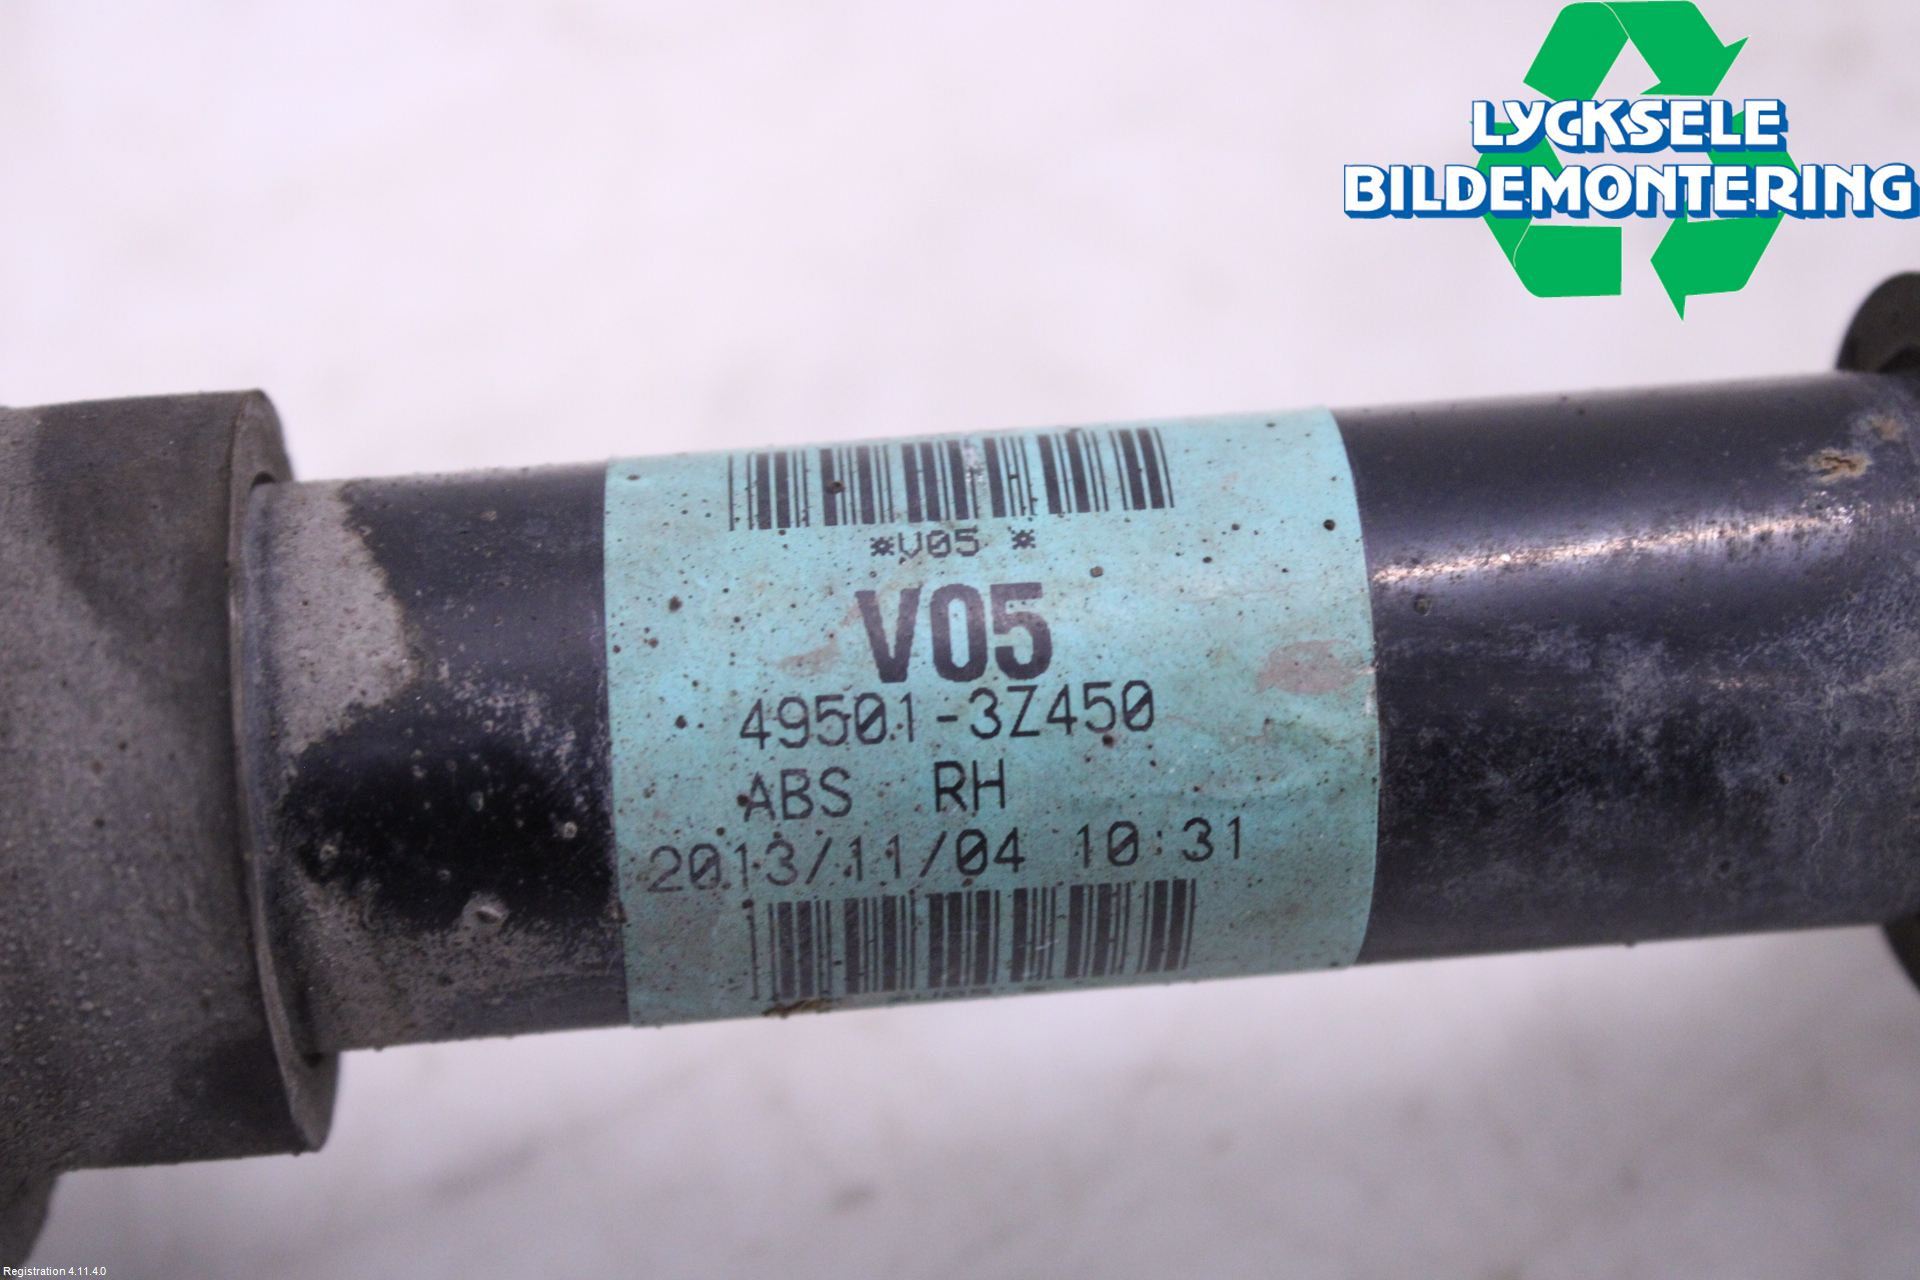 LYCKSELE
BILDEMONTERING
*V05 *
V05
49501-3Z450
ABS RH
2013/11/04 10:31
Registration 4.11.4.0